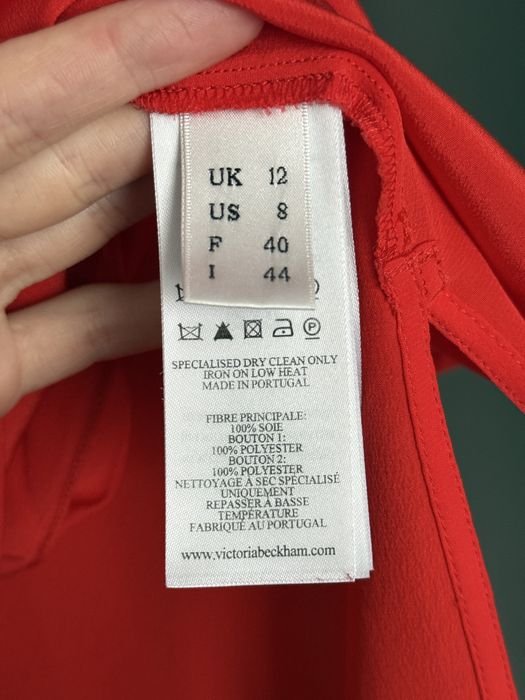 UK 12
US 8
F 40
I 44
SPECIALISED DRY CLEAN ONLY
IRON ON LOW HEAT
MADE IN PORTUGAL
FIBRE PRINCIPALE:
100% SOIE
BOUTON 1:
100% POLYESTER
BOUTON 2:
100% POLYESTER
NETTOYAGE À SEC SPÉCIALISÉ
UNIQUEMENT
REPASSER À BASSE
TEMPÉRATURE
FABRIQUÉ AU PORTUGAL
www.victoriabeckham.com